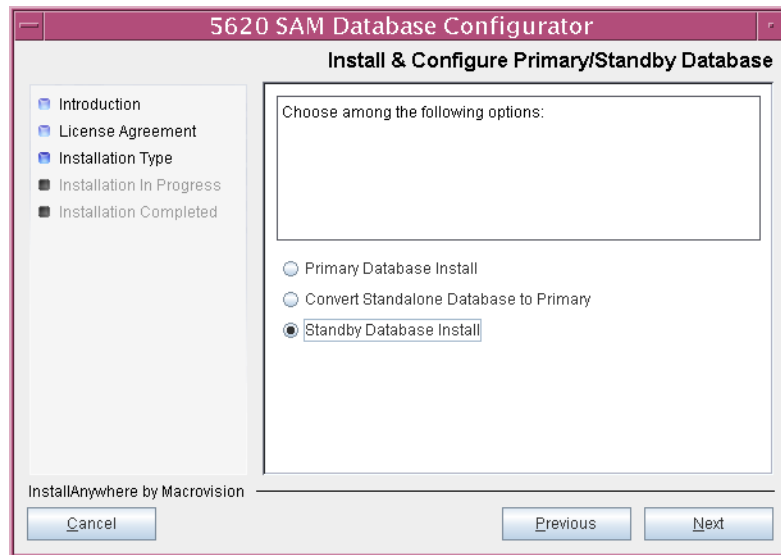 5620 SAM Database Configurator
Install & Configure Primary/Standby Database
Introduction
License Agreement
Installation Type
Installation In Progress
Installation Completed
Choose among the following options:
Primary Database Install
Convert Standalone Database to Primary
Standby Database Install
InstallAnywhere by Macrovision
Cancel
Previous
Next